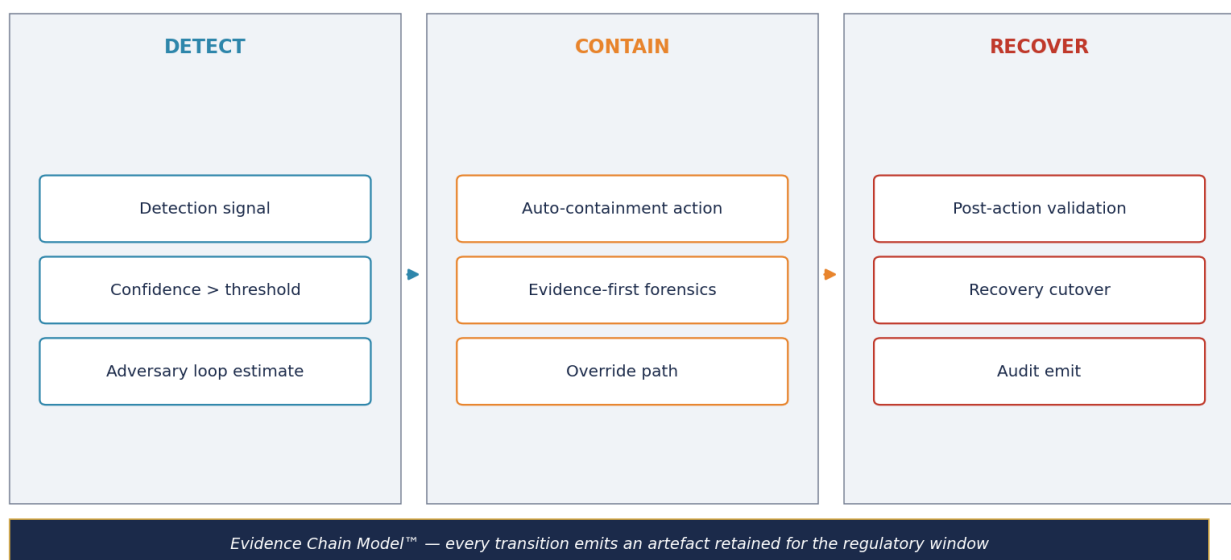 DETECT
Detection signal
Confidence > threshold
Adversary loop estimate
CONTAIN
Auto-containment action
Evidence-first forensics
Override path
RECOVER
Post-action validation
Recovery cutover
Audit emit
Evidence Chain Model™ — every transition emits an artefact retained for the regulatory window